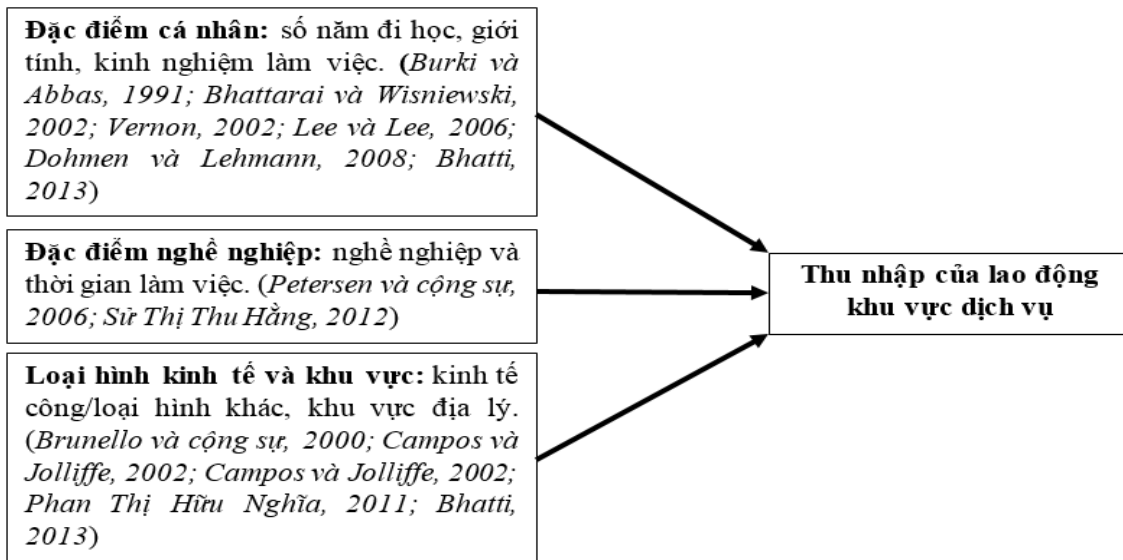 Đặc điểm cá nhân: số năm đi học, giới
tính, kinh nghiệm làm việc. (Burki và
Abbas, 1991; Bhattarai và Wisniewski,
2002; Vernon, 2002; Lee và Lee, 2006;
Dohmen và Lehmann, 2008; Bhatti,
2013)
Đặc điểm nghề nghiệp: nghề nghiệp và
thời gian làm việc. (Petersen và cộng sự,
2006; Sử Thị Thu Hằng, 2012)
Loại hình kinh tế và khu vực: kinh tế
công/loại hình khác, khu vực địa lý.
(Brunello và cộng sự, 2000; Campos và
Jolliffe, 2002; Campos và Jolliffe, 2002;
Phan Thị Hữu Nghĩa, 2011; Bhatti,
2013)
Thu nhập của lao động
khu vực dịch vụ